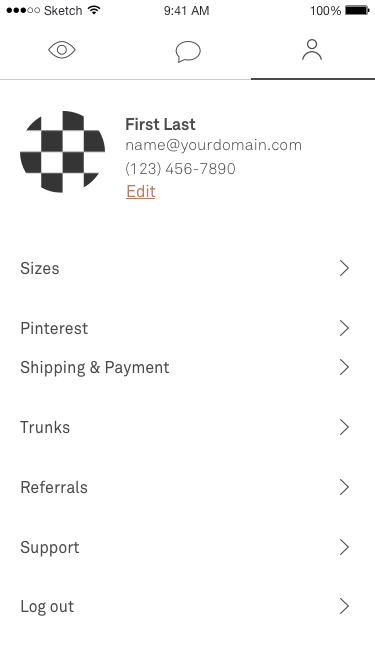 Sketch 9:41 AM 100%
First Last
name@yourdomain.com
(123) 456-7890
Edit
Sizes
Pinterest
Shipping & Payment
Trunks
Referrals
Support
Log out